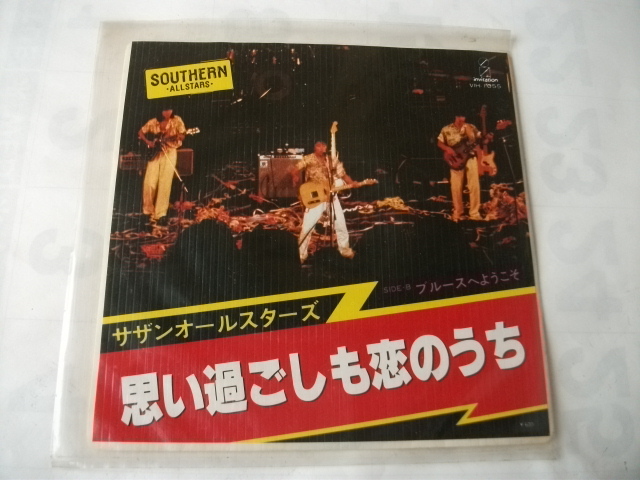 SOUTHERN
・ALLSTARS・
invitation
VIH-1055
SIDE B ブルースへようこそ
サザンオールスターズ
思い過ごしも恋のうち